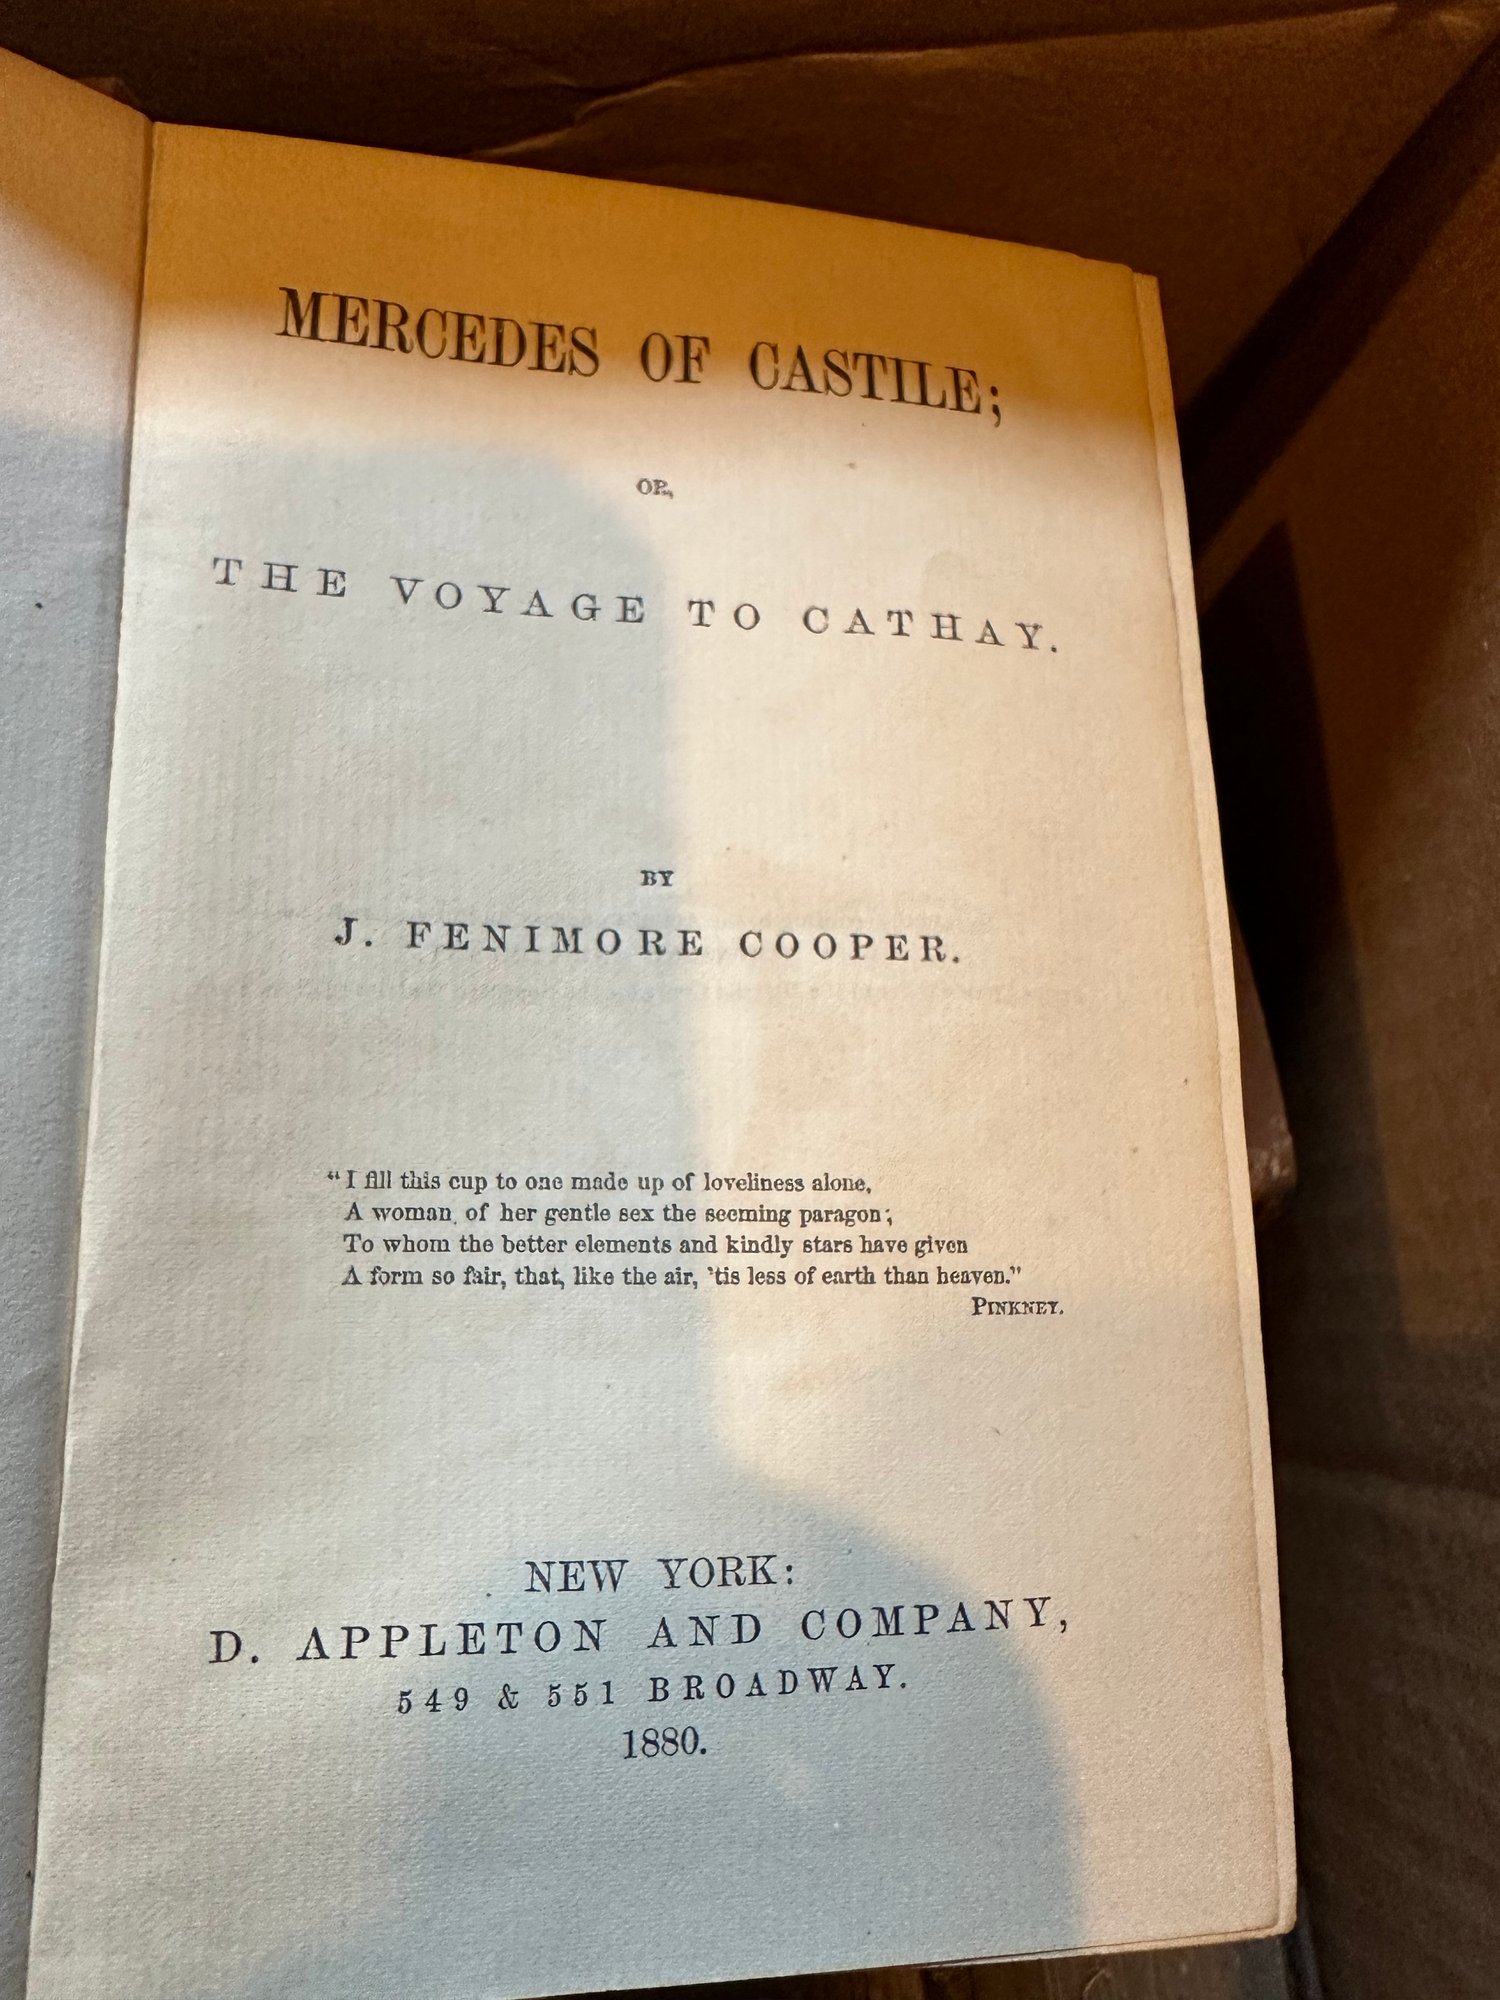 MERCEDES OF CASTILE;
OR,
THE VOYAGE TO CATHAY.
BY
J. FENIMORE COOPER.
"I fill this cup to one made up of loveliness alone,
A woman, of her gentle sex the seeming paragon;
To whom the better elements and kindly stars have given
A form so fair, that, like the air, 'tis less of earth than heaven."
PINKNEY.
NEW YORK:
D. APPLETON AND COMPANY,
549 & 551 BROADWAY.
1880.